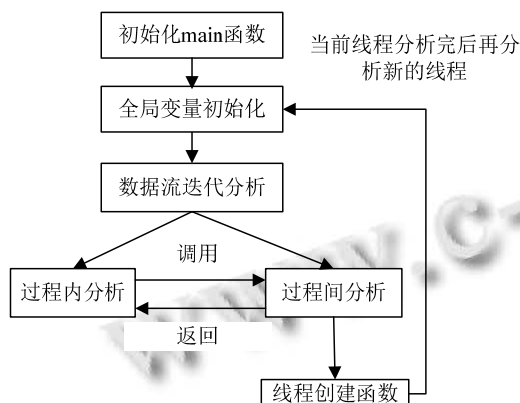 初始化main函数
当前线程分析完后再分
析新的线程
全局变量初始化
数据流迭代分析
调用
过程内分析
过程间分析
返回
线程创建函数